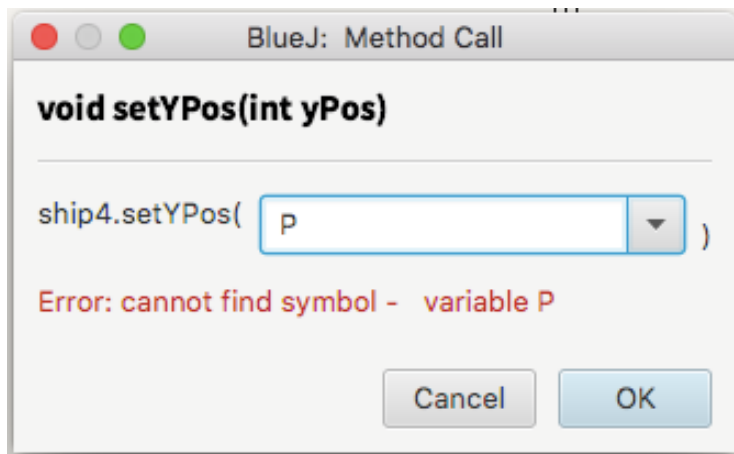 BlueJ: Method Call
void setYPos(int yPos)
ship4.setYPos( P )
Error: cannot find symbol - variable P
Cancel OK